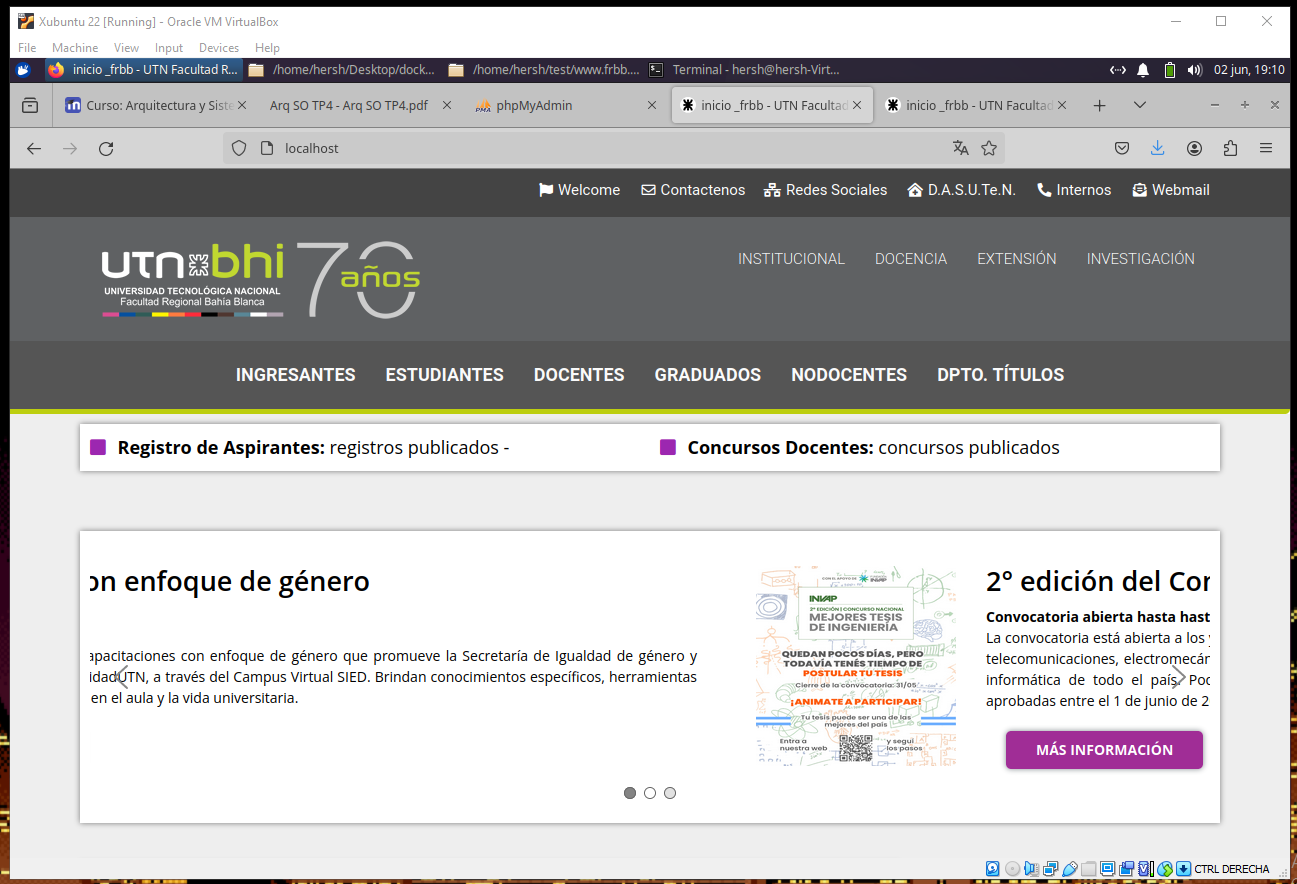 Xubuntu 22 [Running] - Oracle VM VirtualBox
File Machine View Input Devices Help
inicio _frbb - UTN Facultad R... /home/hersh/Desktop/dock... /home/hersh/test/www.frbb.... Terminal - hersh@hersh-Virt... 02 jun, 19:10
Curso: Arquitectura y Siste Arq SO TP4 - Arq SO TP4.pdf PMA phpMyAdmin inicio _frbb - UTN Facultad inicio _frbb - UTN Facultad
localhost
Welcome Contactenos Redes Sociales D.A.S.U.Te.N. Internos Webmail
utn bhi 70 años
UNIVERSIDAD TECNOLÓGICA NACIONAL
Facultad Regional Bahía Blanca
INSTITUCIONAL DOCENCIA EXTENSIÓN INVESTIGACIÓN
INGRESANTES ESTUDIANTES DOCENTES GRADUADOS NODOCENTES DPTO. TÍTULOS
Registro de Aspirantes: registros publicados - Concursos Docentes: concursos publicados
on enfoque de género
apacitaciones con enfoque de género que promueve la Secretaría de Igualdad de género y
idad UTN, a través del Campus Virtual SIED. Brindan conocimientos específicos, herramientas
en el aula y la vida universitaria.
CON EL APOYO DE INVAP
INVAP
2ª EDICIÓN | CONCURSO NACIONAL
MEJORES TESIS
DE INGENIERÍA
QUEDAN POCOS DÍAS, PERO
TODAVÍA TENÉS TIEMPO DE
POSTULAR TU TESIS
Cierre de la convocatoria: 31/05
¡ANIMATE A PARTICIPAR!
Tu tesis puede ser una de las
mejores del país
Entra a
nuestra web
y seguí
los pasos
2° edición del Cor
Convocatoria abierta hasta hast
La convocatoria está abierta a los
telecomunicaciones, electromecár
informática de todo el país. Poc
aprobadas entre el 1 de junio de 2
MÁS INFORMACIÓN
CTRL DERECHA